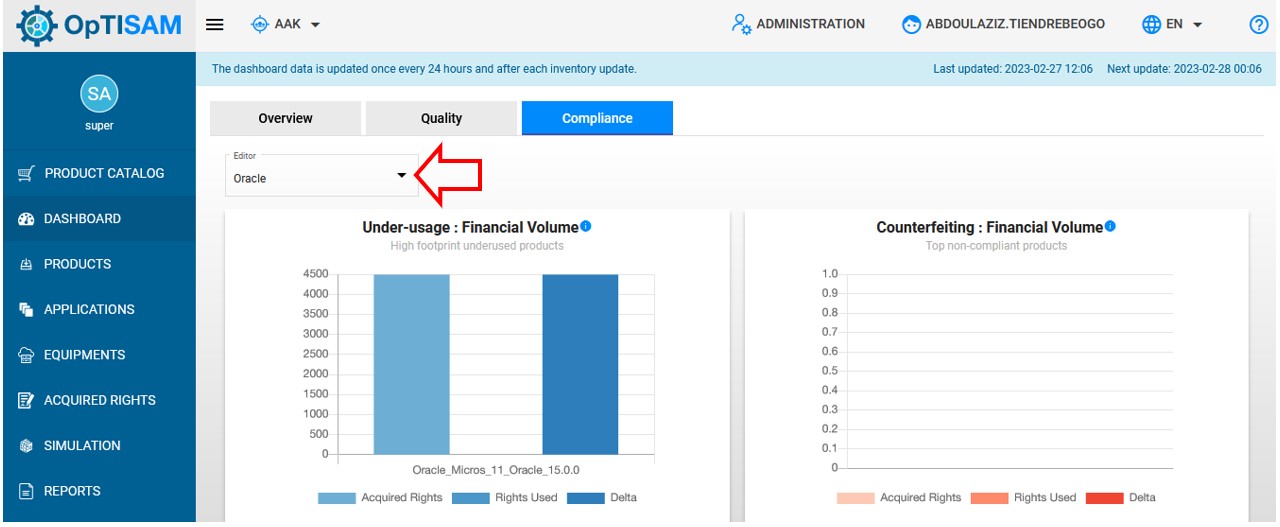 OpTISAM
AAK
ADMINISTRATION
ABDOULAZIZ.TIENDREBEOGO
EN
?
SA
super
PRODUCT CATALOG
DASHBOARD
PRODUCTS
APPLICATIONS
EQUIPMENTS
ACQUIRED RIGHTS
SIMULATION
REPORTS
The dashboard data is updated once every 24 hours and after each inventory update.
Last updated: 2023-02-27 12:06 Next update: 2023-02-28 00:06
Overview
Quality
Compliance
Editor
Oracle
Under-usage : Financial Volume
High footprint underused products
4500
4000
3500
3000
2500
2000
1500
1000
500
0
Oracle_Micros_11_Oracle_15.0.0
Acquired Rights Rights Used Delta
Counterfeiting : Financial Volume
Top non-compliant products
1.0
0.9
0.8
0.7
0.6
0.5
0.4
0.3
0.2
0.1
0
Acquired Rights Rights Used Delta